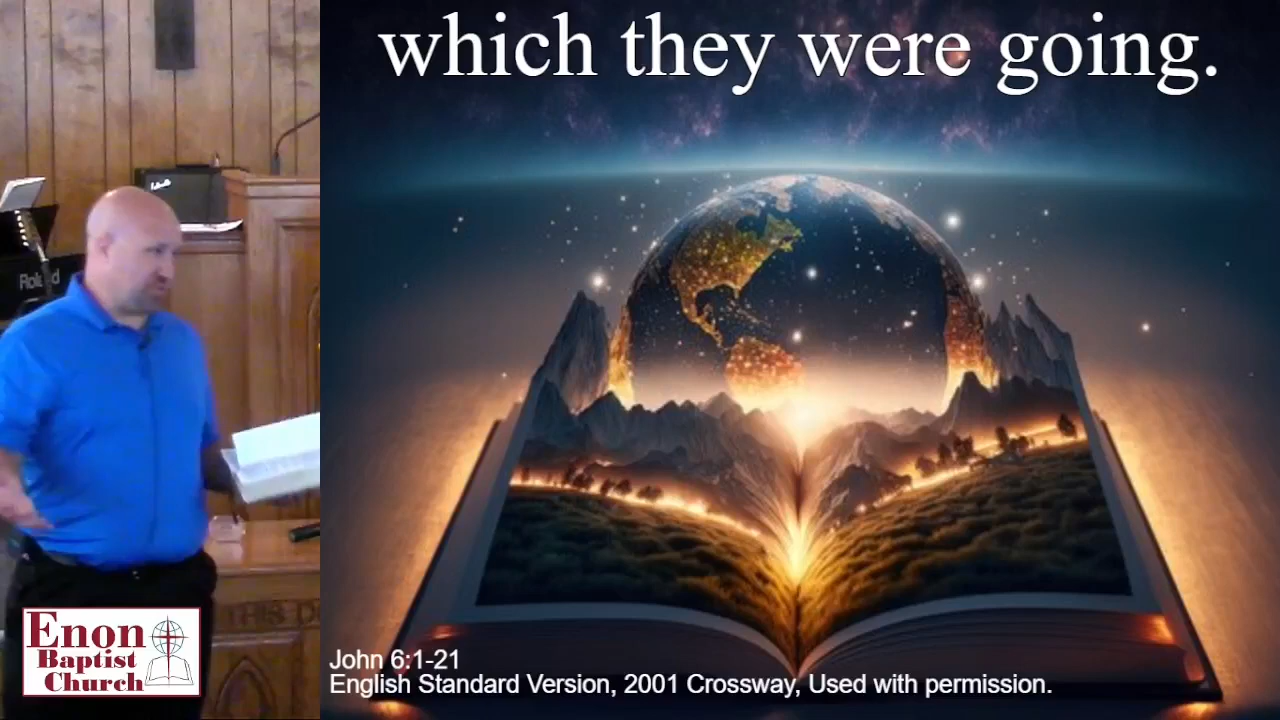 which they were going.
Roland
Enon
Baptist
Church
THIS D
John 6:1-21
English Standard Version, 2001 Crossway, Used with permission.